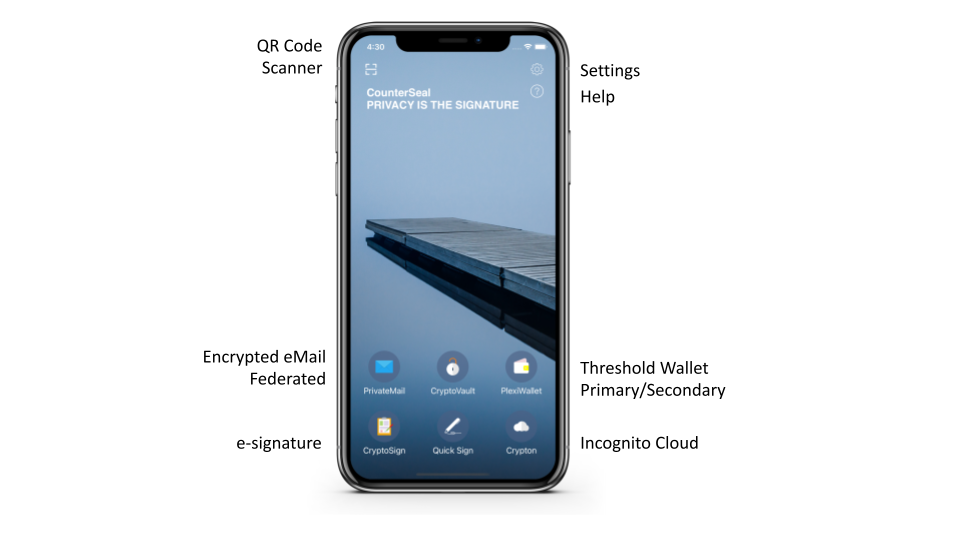 QR Code
Scanner
4:30
Settings
Help
CounterSeal
PRIVACY IS THE SIGNATURE
?
Encrypted eMail
Federated
Threshold Wallet
Primary/Secondary
PrivateMail
CryptoVault
PlexiWallet
e-signature
Incognito Cloud
CryptoSign
Quick Sign
Crypton